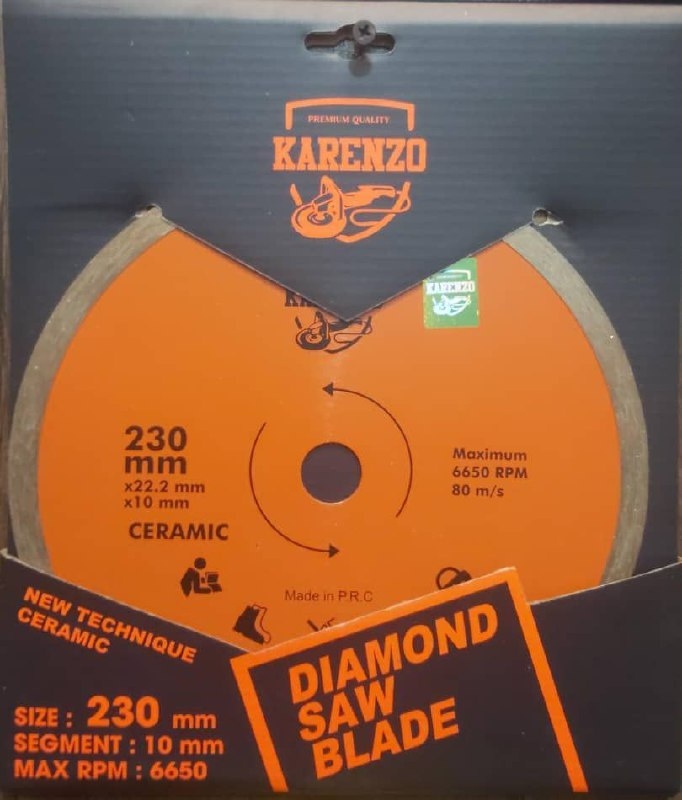 PREMIUM QUALITY
KARENZO
KARENZO
230
mm
x22.2 mm
x10 mm
CERAMIC
Maximum
6650 RPM
80 m/s
Made in P.R.C
NEW TECHNIQUE
CERAMIC
SIZE : 230 mm
SEGMENT : 10 mm
MAX RPM : 6650
DIAMOND
SAW
BLADE